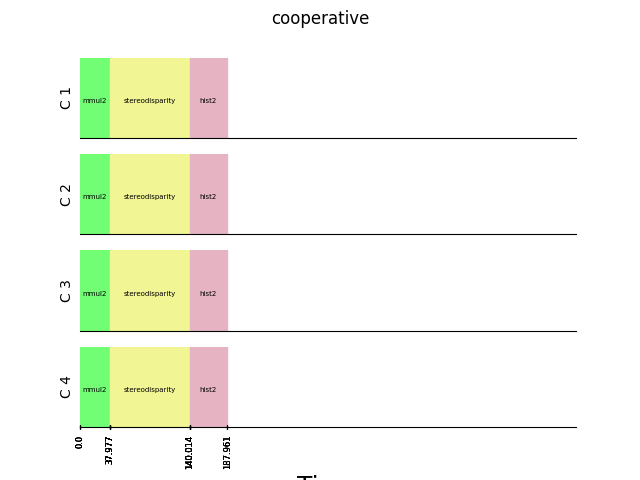 cooperative
C 1
mmul2 stereodisparity hist2
C 2
mmul2 stereodisparity hist2
C 3
mmul2 stereodisparity hist2
C 4
mmul2 stereodisparity hist2
0.0 37.977 140.014 187.961